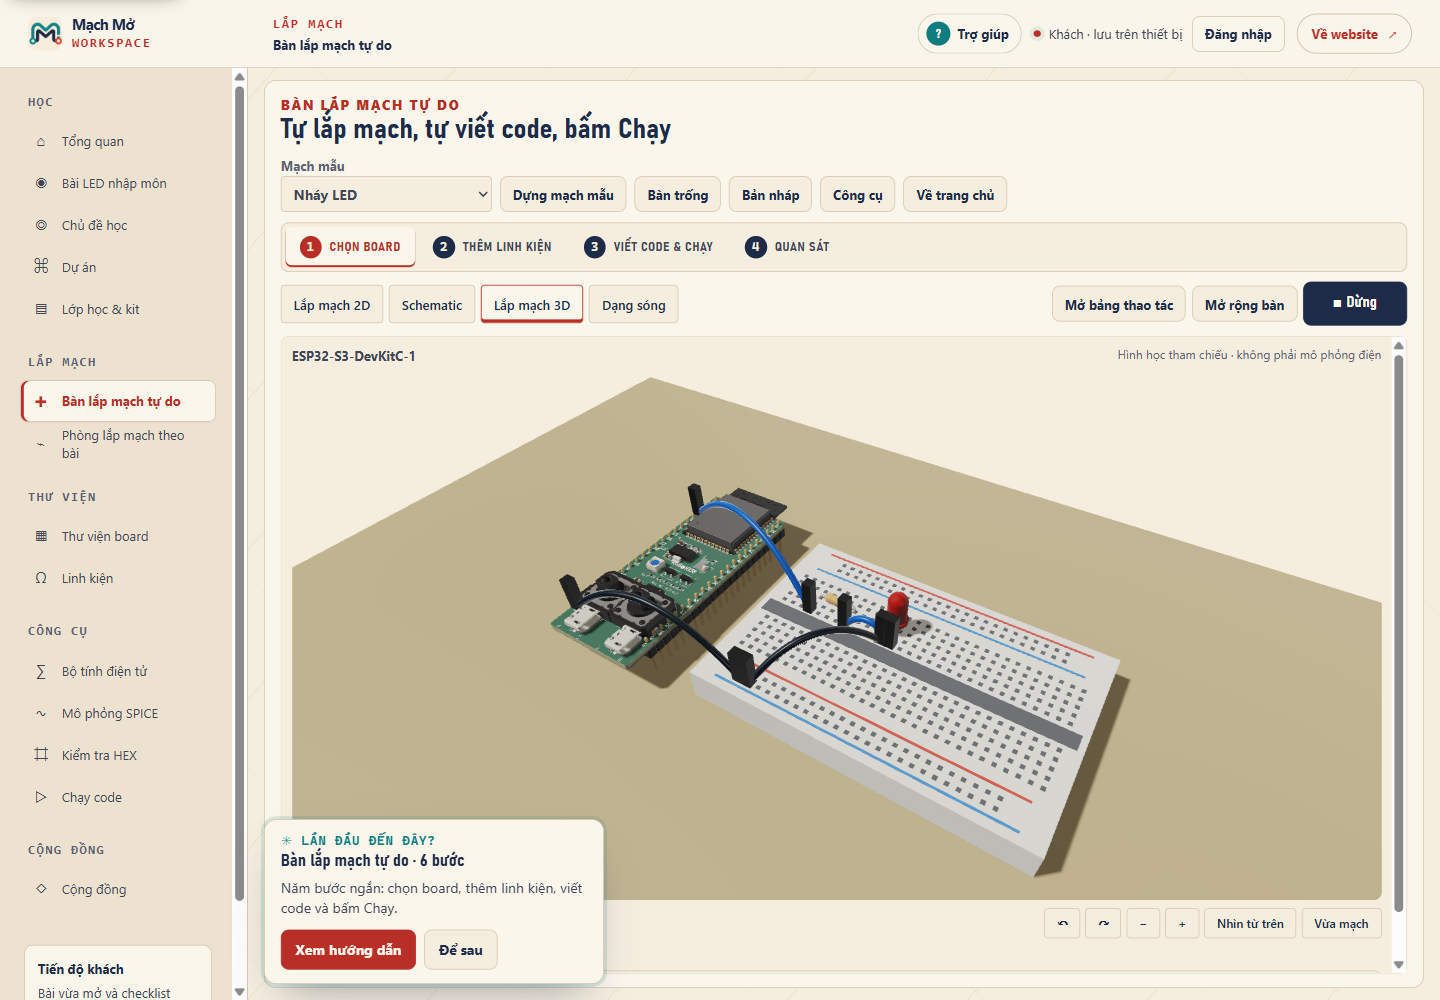 Mạch Mở
WORKSPACE
LẮP MẠCH
Bàn lắp mạch tự do
? Trợ giúp
Khách · lưu trên thiết bị
Đăng nhập
Về website ↗
HỌC
Tổng quan
Bài LED nhập môn
Chủ đề học
Dự án
Lớp học & kit
LẮP MẠCH
Bàn lắp mạch tự do
Phòng lắp mạch theo
bài
THƯ VIỆN
Thư viện board
Linh kiện
CÔNG CỤ
Bộ tính điện tử
Mô phỏng SPICE
Kiểm tra HEX
Chạy code
CỘNG ĐỒNG
Cộng đồng
Tiến độ khách
Bài vừa mở và checklist
BÀN LẮP MẠCH TỰ DO
Tự lắp mạch, tự viết code, bấm Chạy
Mạch mẫu
Nháy LED
Dựng mạch mẫu
Bàn trống
Bản nháp
Công cụ
Về trang chủ
1 CHỌN BOARD
2 THÊM LINH KIỆN
3 VIẾT CODE & CHẠY
4 QUAN SÁT
Lắp mạch 2D
Schematic
Lắp mạch 3D
Dạng sóng
Mở bảng thao tác
Mở rộng bàn
■ Dừng
ESP32-S3-DevKitC-1
Hình học tham chiếu · không phải mô phỏng điện
✳ LẦN ĐẦU ĐẾN ĐÂY?
Bàn lắp mạch tự do · 6 bước
Năm bước ngắn: chọn board, thêm linh kiện, viết
code và bấm Chạy.
Xem hướng dẫn
Để sau
↶ ↷ − +
Nhìn từ trên
Vừa mạch